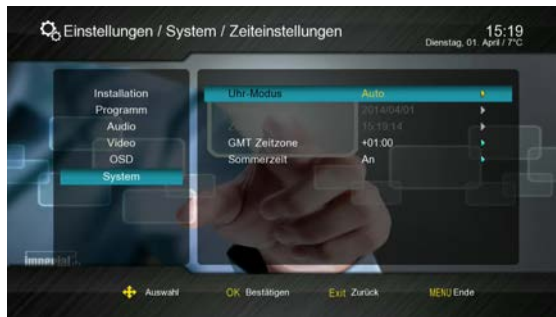 Einstellungen / System / Zeiteinstellungen
15:19
Dienstag, 01. April / 7°C
Installation
Programm
Audio
Video
OSD
System
Uhr-Modus Auto
2014/04/01
15:19:14
GMT Zeitzone +01:00
Sommerzeit An
imperial
Auswahl OK Bestätigen Exit Zurück MENU Ende